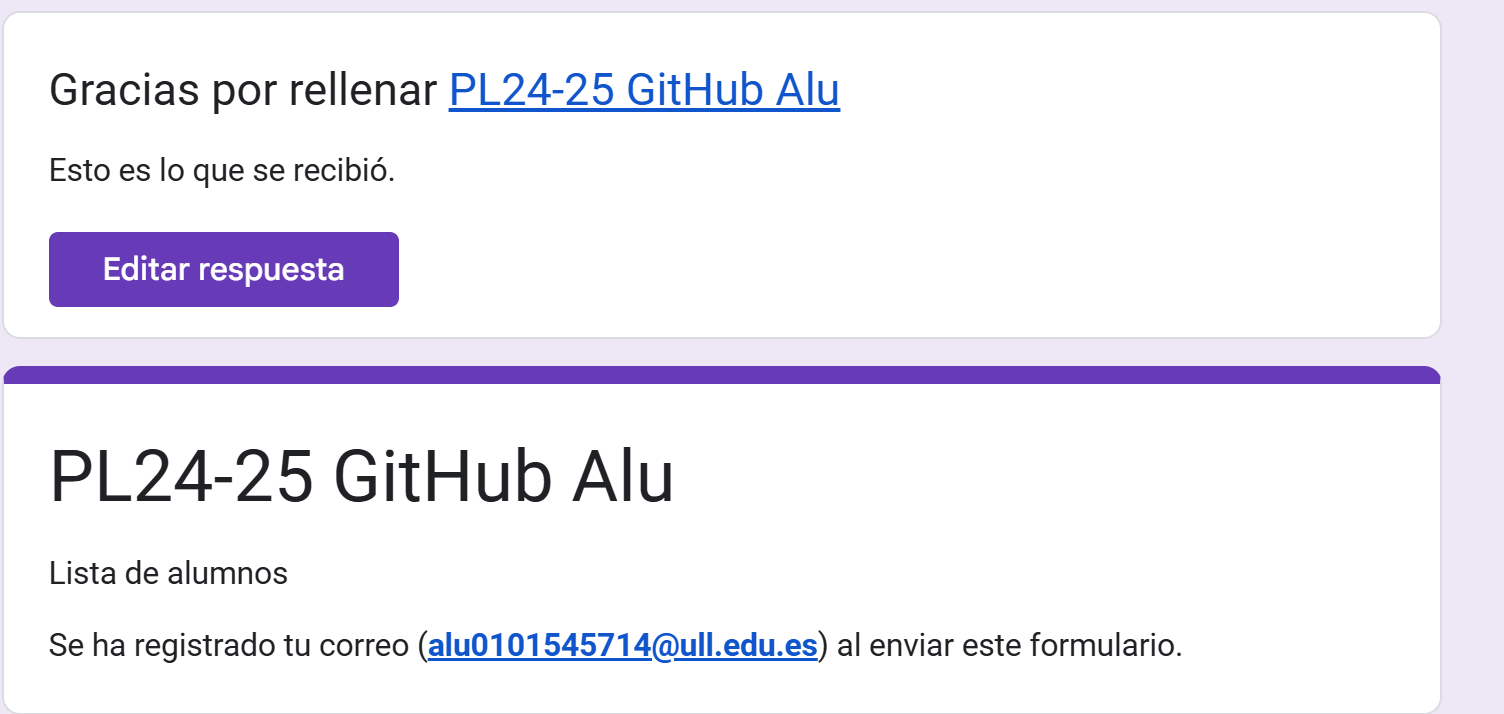 Gracias por rellenar PL24-25 GitHub Alu
Esto es lo que se recibió.
Editar respuesta
PL24-25 GitHub Alu
Lista de alumnos
Se ha registrado tu correo (alu0101545714@ull.edu.es) al enviar este formulario.